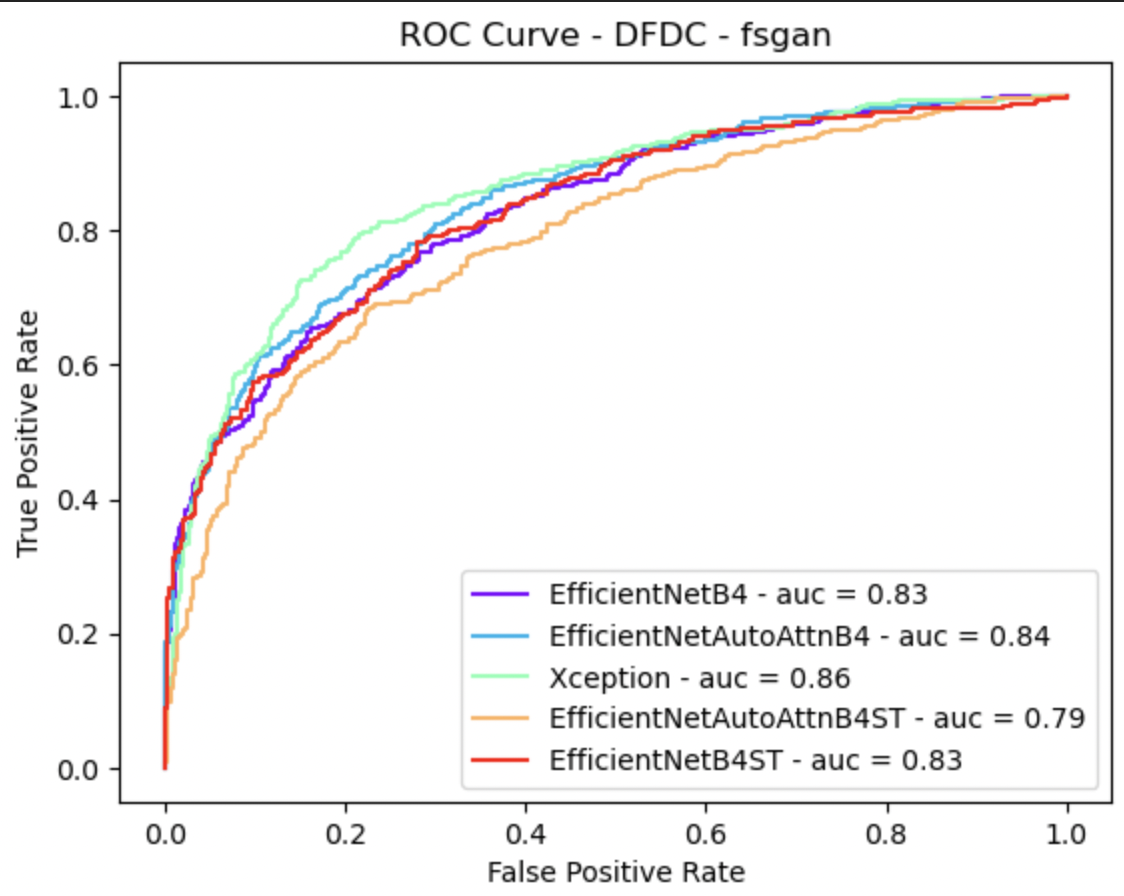 ROC Curve - DFDC - fsgan
True Positive Rate
1.0
0.8
0.6
0.4
0.2
0.0
EfficientNetB4 - auc = 0.83
EfficientNetAutoAttnB4 - auc = 0.84
Xception - auc = 0.86
EfficientNetAutoAttnB4ST - auc = 0.79
EfficientNetB4ST - auc = 0.83
0.0 0.2 0.4 0.6 0.8 1.0
False Positive Rate